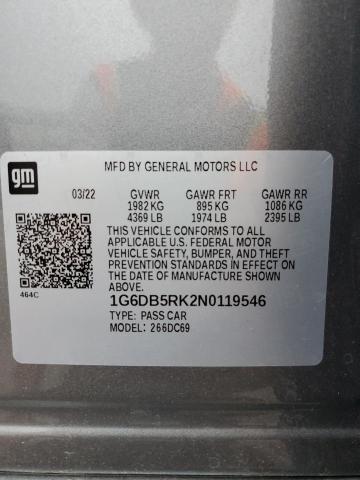 gm
MFD BY GENERAL MOTORS LLC
03/22 GVWR GAWR FRT GAWR RR
1982 KG 895 KG 1086 KG
4369 LB 1974 LB 2395 LB
THIS VEHICLE CONFORMS TO ALL
APPLICABLE U.S. FEDERAL MOTOR
VEHICLE SAFETY, BUMPER, AND THEFT
PREVENTION STANDARDS IN EFFECT ON
THE DATE OF MANUFACTURE SHOWN
ABOVE.
464C
1G6DB5RK2N0119546
TYPE: PASS CAR
MODEL: 266DC69